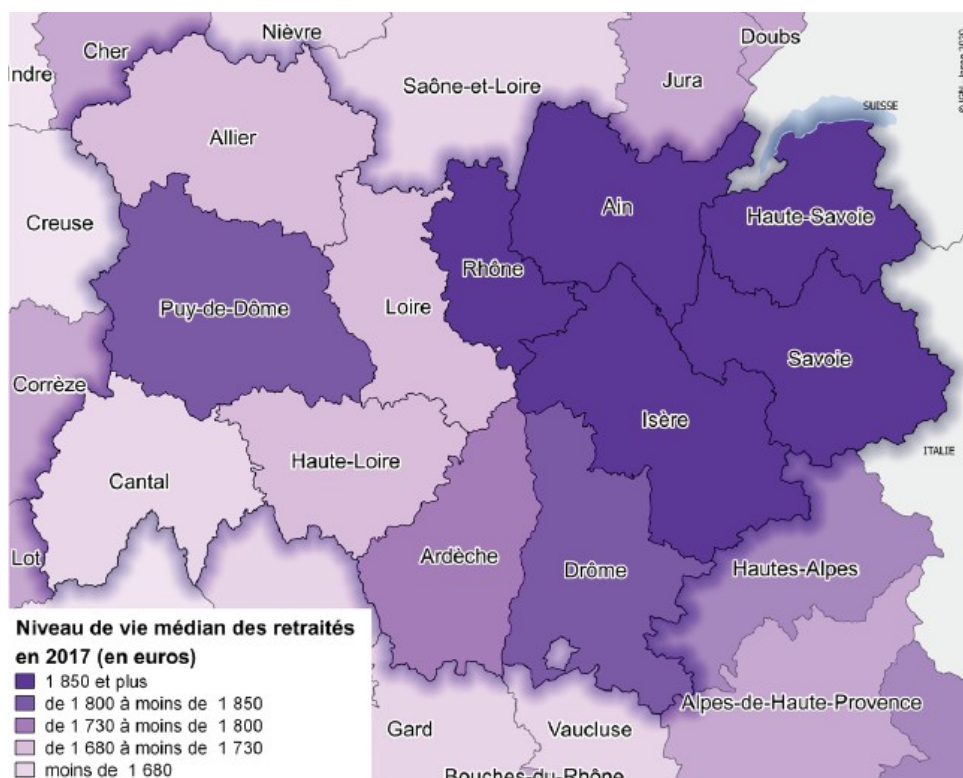 Nièvre
Cher
Doubs
Indre
Saône-et-Loire
Jura
SUISSE
Allier
Ain
Haute-Savoie
Creuse
Rhône
Puy-de-Dôme
Loire
Savoie
Corrèze
Isère
ITALIE
Haute-Loire
Cantal
Lot
Ardèche
Drôme
Hautes-Alpes
Niveau de vie médian des retraités
en 2017 (en euros)
1 850 et plus
de 1 800 à moins de 1 850
de 1 730 à moins de 1 800
de 1 680 à moins de 1 730
moins de 1 680
Alpes-de-Haute-Provence
Gard
Vaucluse
Bouches-du-Rhône